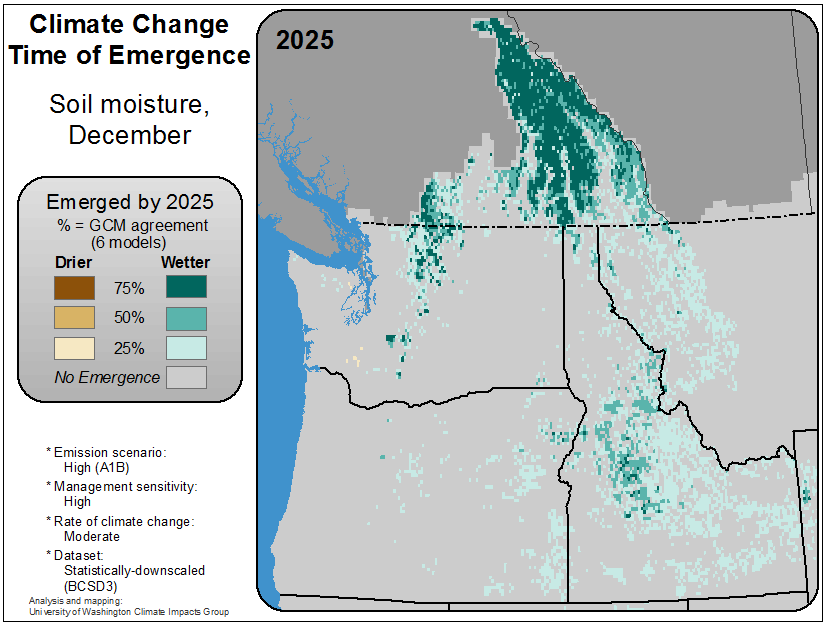 Climate Change
Time of Emergence
Soil moisture,
December
2025
Emerged by 2025
% = GCM agreement
(6 models)
Drier Wetter
75%
50%
25%
No Emergence
* Emission scenario:
High (A1B)
* Management sensitivity:
High
* Rate of climate change:
Moderate
* Dataset:
Statistically-downscaled
(BCSD3)
Analysis and mapping:
University of Washington Climate Impacts Group